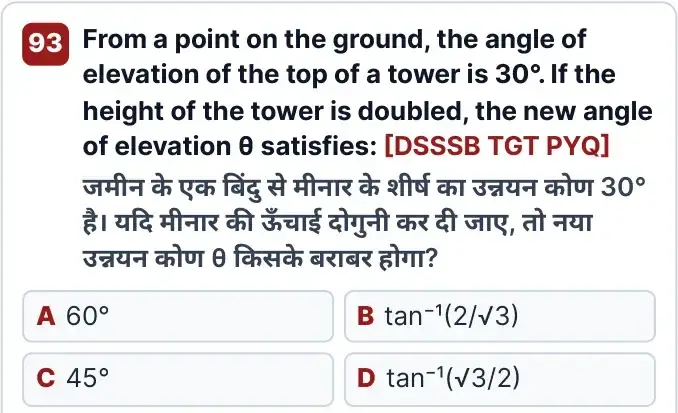 93 From a point on the ground, the angle of
elevation of the top of a tower is 30°. If the
height of the tower is doubled, the new angle
of elevation θ satisfies: [DSSSB TGT PYQ]
जमीन के एक बिंदु से मीनार के शीर्ष का उन्नयन कोण 30°
है। यदि मीनार की ऊँचाई दोगुनी कर दी जाए, तो नया
उन्नयन कोण θ किसके बराबर होगा?
A 60° B tan⁻¹(2/√3)
C 45° D tan⁻¹(√3/2)